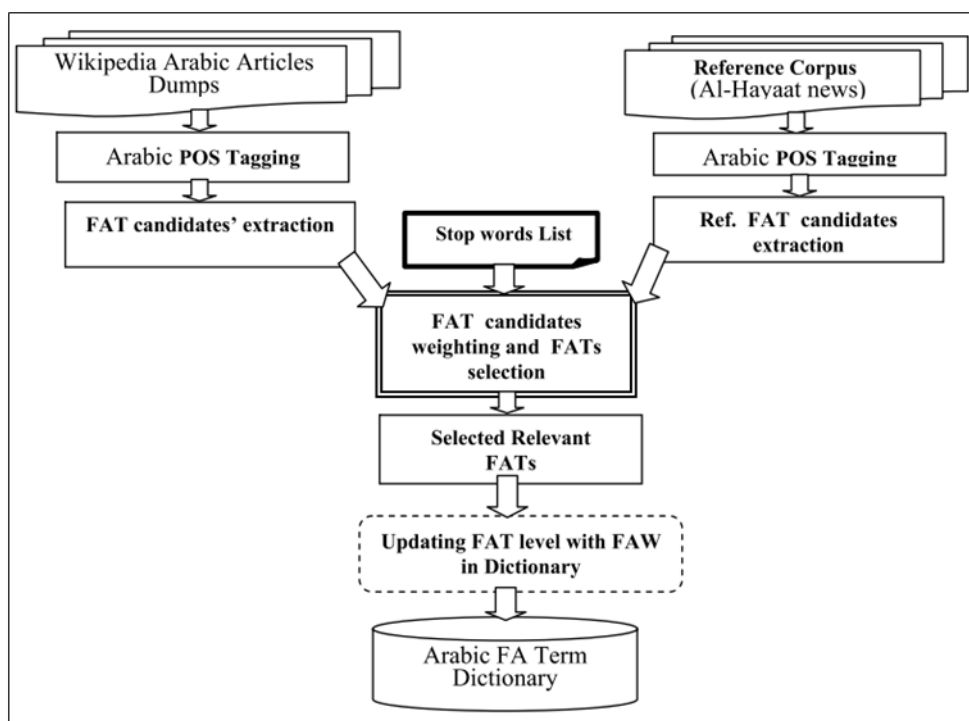 Wikipedia Arabic Articles
Dumps
Reference Corpus
(Al-Hayaat news)
Arabic POS Tagging
Arabic POS Tagging
FAT candidates’ extraction
Stop words List
Ref. FAT candidates
extraction
FAT candidates
weighting and FATs
selection
Selected Relevant
FATs
Updating FAT level with FAW
in Dictionary
Arabic FA Term
Dictionary